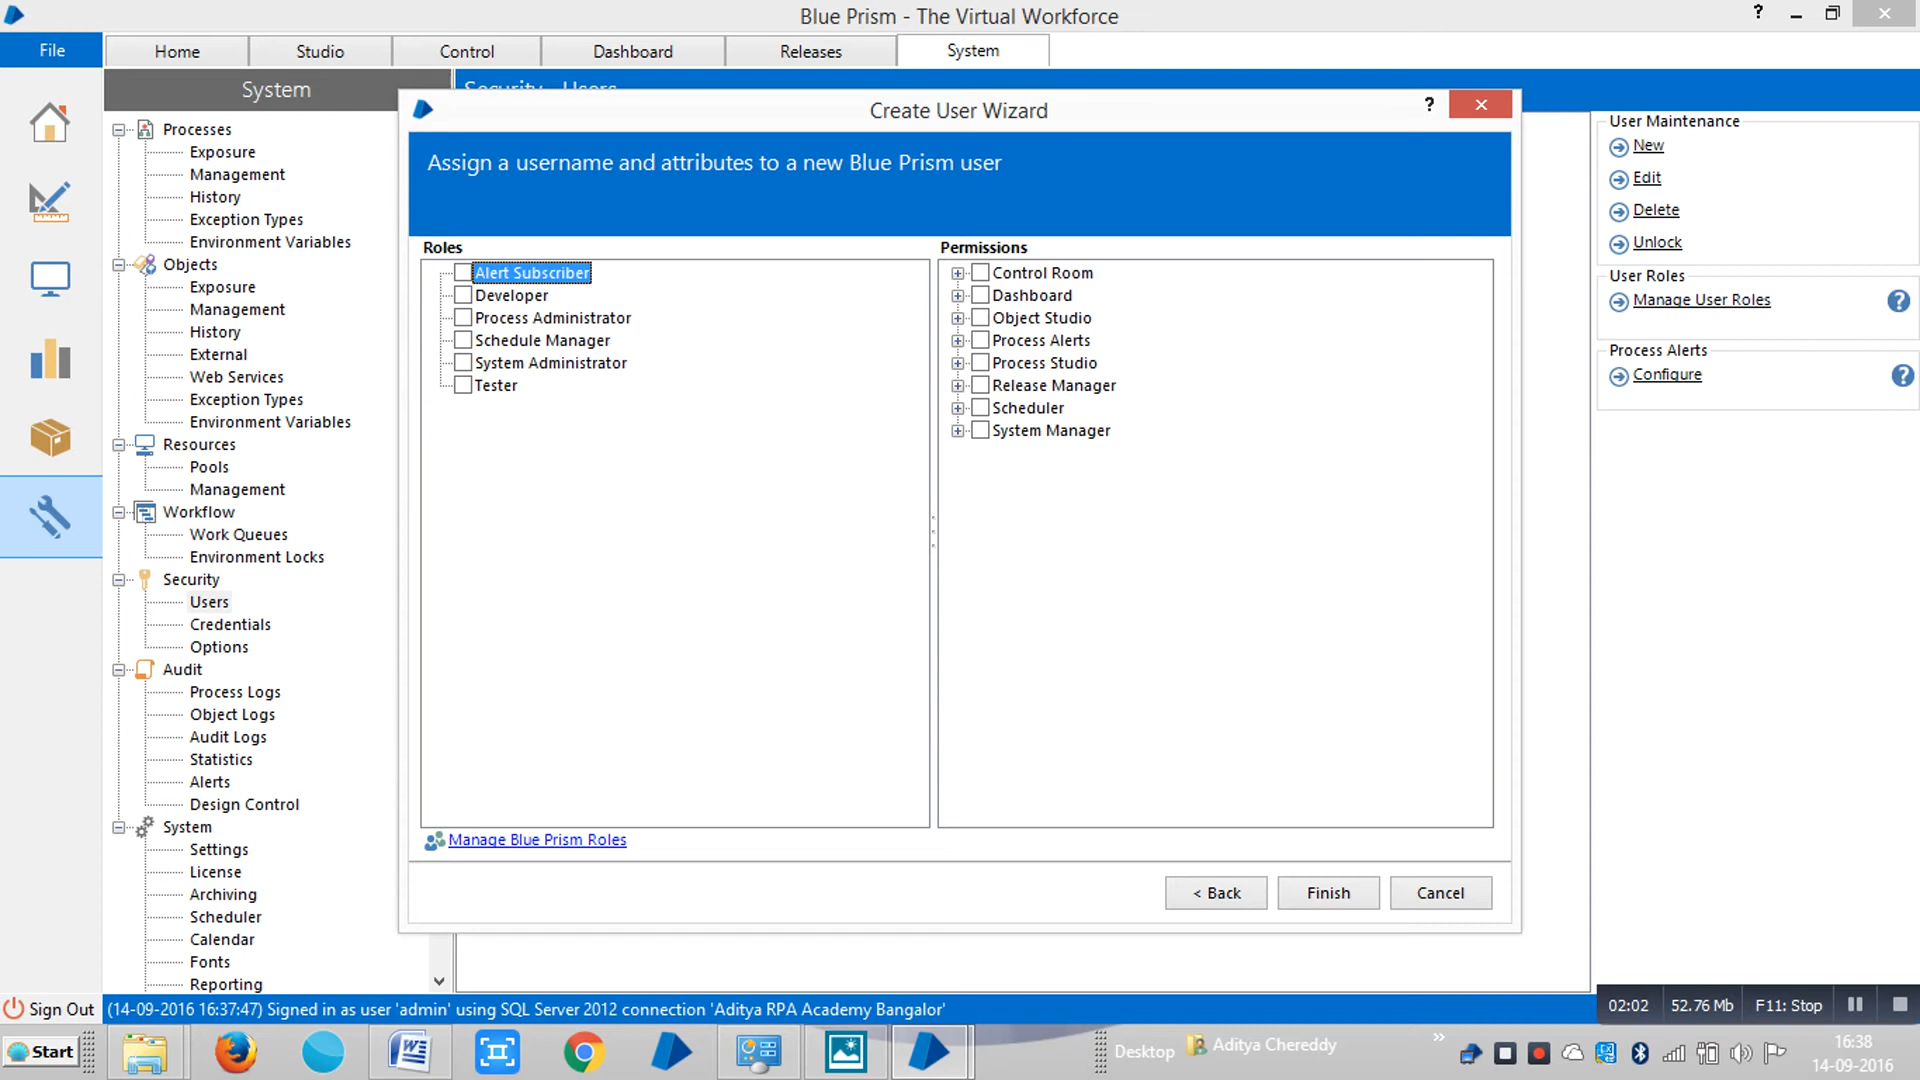 Blue Prism - The Virtual Workforce
?
File
Home
Studio
Control
Dashboard
Releases
System
System
Security - Users
Processes
Exposure
Management
History
Exception Types
Environment Variables
Objects
Exposure
Management
History
External
Web Services
Exception Types
Environment Variables
Resources
Pools
Management
Workflow
Work Queues
Environment Locks
Security
Users
Credentials
Options
Audit
Process Logs
Object Logs
Audit Logs
Statistics
Alerts
Design Control
System
Settings
License
Archiving
Scheduler
Calendar
Fonts
Reporting
Create User Wizard
?
Assign a username and attributes to a new Blue Prism user
Roles
Alert Subscriber
Developer
Process Administrator
Schedule Manager
System Administrator
Tester
Manage Blue Prism Roles
Permissions
Control Room
Dashboard
Object Studio
Process Alerts
Process Studio
Release Manager
Scheduler
System Manager
< Back
Finish
Cancel
User Maintenance
New
Edit
Delete
Unlock
User Roles
Manage User Roles
?
Process Alerts
Configure
?
Sign Out
(14-09-2016 16:37:47) Signed in as user 'admin' using SQL Server 2012 connection 'Aditya RPA Academy Bangalor'
02:02
52.76 Mb
F11: Stop
Start
Desktop
Aditya Chereddy
16:38
14-09-2016